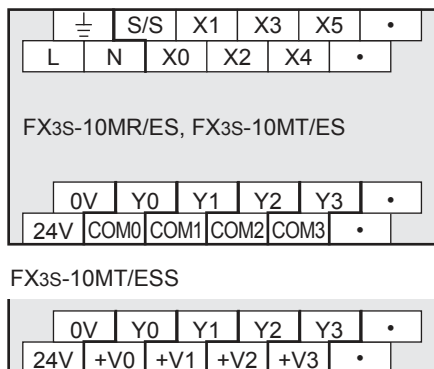 ⏚ S/S X1 X3 X5 •
L N X0 X2 X4 •
FX3S-10MR/ES, FX3S-10MT/ES
0V Y0 Y1 Y2 Y3 •
24V COM0 COM1 COM2 COM3 •
FX3S-10MT/ESS
0V Y0 Y1 Y2 Y3 •
24V +V0 +V1 +V2 +V3 •